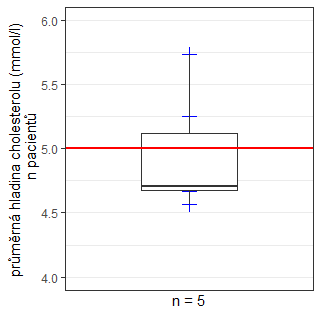 průměrná hladina cholesterolu (mmol/l)
n pacientů
6.0
5.5
5.0
4.5
4.0
n = 5